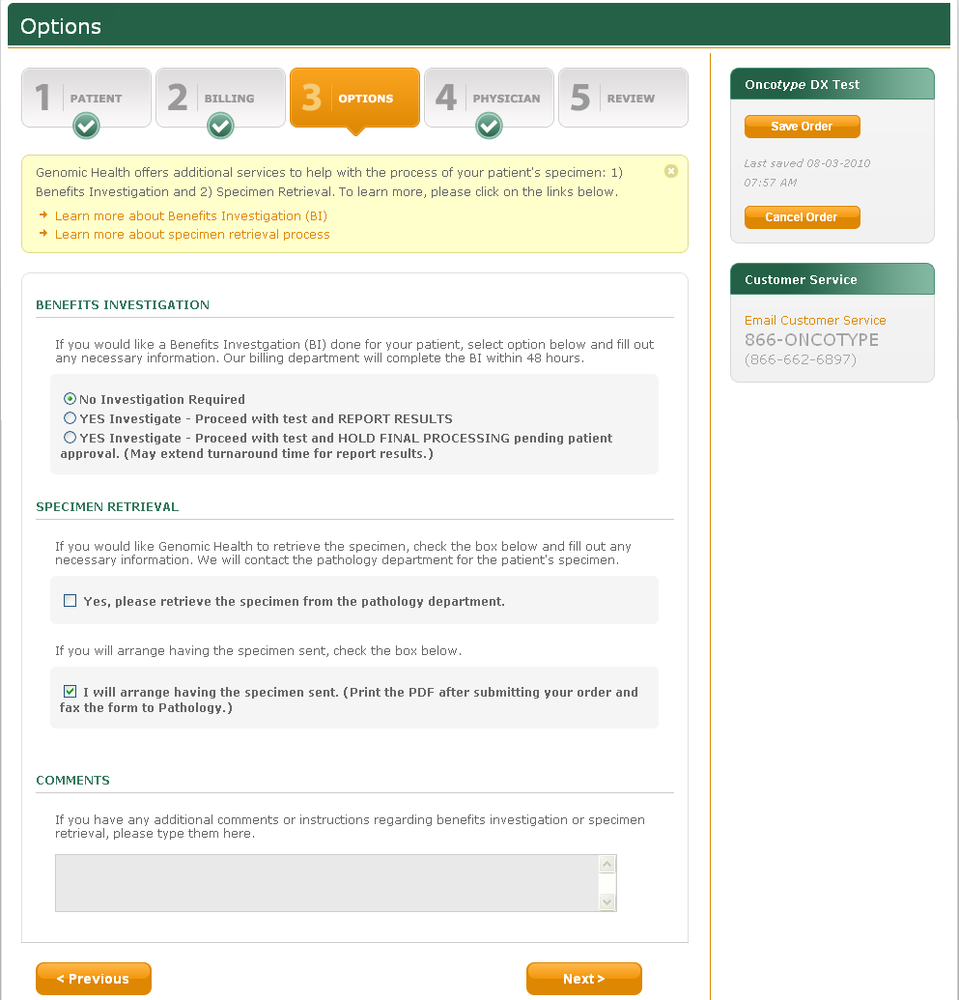 Options
1 PATIENT
2 BILLING
3 OPTIONS
4 PHYSICIAN
5 REVIEW
Genomic Health offers additional services to help with the process of your patient's specimen: 1)
Benefits Investigation and 2) Specimen Retrieval. To learn more, please click on the links below.
Learn more about Benefits Investigation (BI)
Learn more about specimen retrieval process
BENEFITS INVESTIGATION
If you would like a Benefits Investgation (BI) done for your patient, select option below and fill out
any necessary information. Our billing department will complete the BI within 48 hours.
No Investigation Required
YES Investigate - Proceed with test and REPORT RESULTS
YES Investigate - Proceed with test and HOLD FINAL PROCESSING pending patient
approval. (May extend turnaround time for report results.)
SPECIMEN RETRIEVAL
If you would like Genomic Health to retrieve the specimen, check the box below and fill out any
necessary information. We will contact the pathology department for the patient's specimen.
Yes, please retrieve the specimen from the pathology department.
If you will arrange having the specimen sent, check the box below.
I will arrange having the specimen sent. (Print the PDF after submitting your order and
fax the form to Pathology.)
COMMENTS
If you have any additional comments or instructions regarding benefits investigation or specimen
retrieval, please type them here.
< Previous
Next >
Oncotype DX Test
Save Order
Last saved 08-03-2010
07:57 AM
Cancel Order
Customer Service
Email Customer Service
866-ONCOTYPE
(866-662-6897)